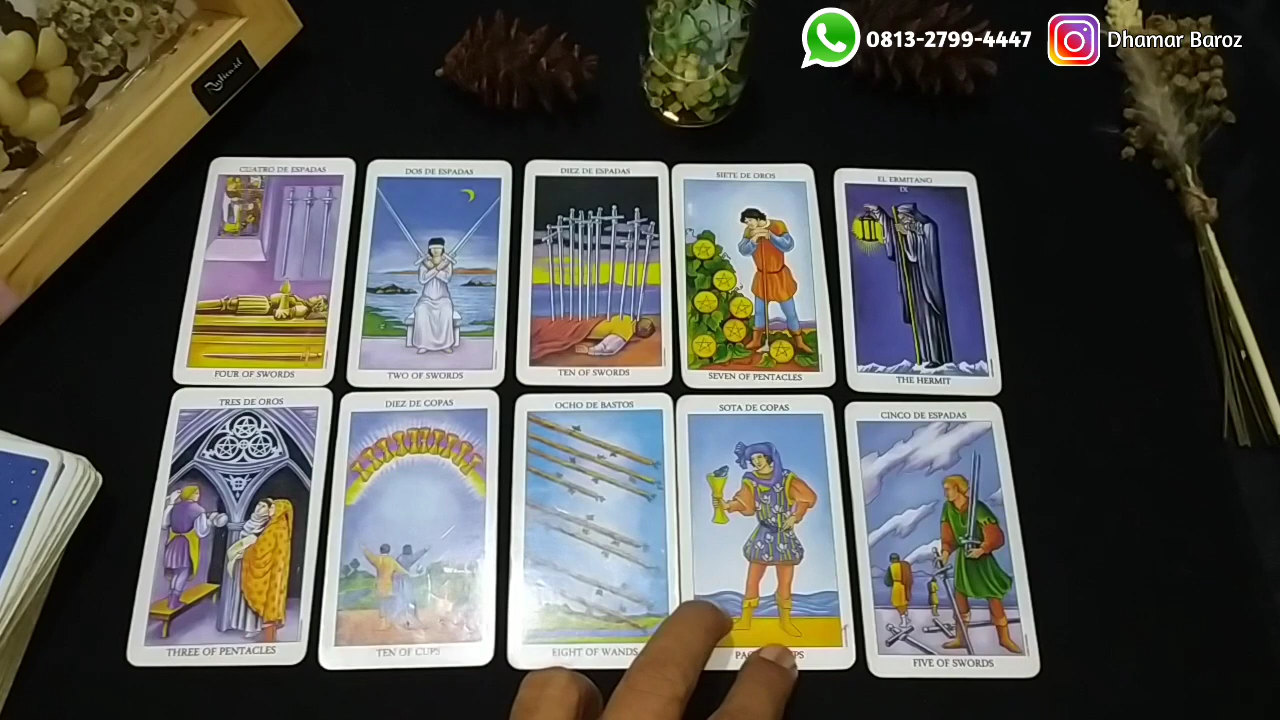 0813-2799-4447
Dhamar Baroz
CUATRO DE ESPADAS
DOS DE ESPADAS
DIEZ DE ESPADAS
SIETE DE OROS
EL ERMITANO
IX
FOUR OF SWORDS
TWO OF SWORDS
TEN OF SWORDS
SEVEN OF PENTACLES
THE HERMIT
TRES DE OROS
DIEZ DE COPAS
OCHO DE BASTOS
SOTA DE COPAS
CINCO DE ESPADAS
THREE OF PENTACLES
TEN OF CUPS
EIGHT OF WANDS
FIVE OF SWORDS